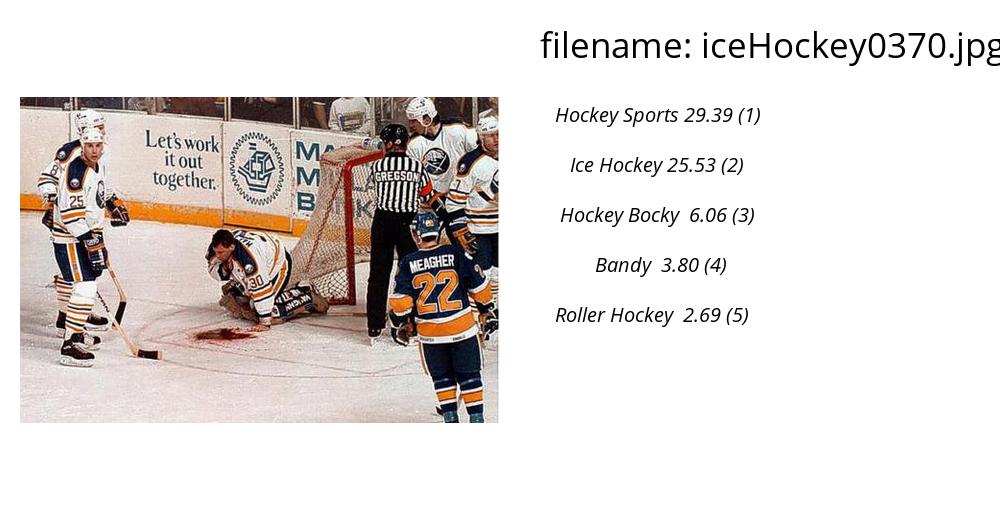 filename: iceHockey0370.jpg
Hockey Sports 29.39 (1)
Ice Hockey 25.53 (2)
Hockey Bocky 6.06 (3)
Bandy 3.80 (4)
Roller Hockey 2.69 (5)
Let's work
it out
together.
GREGSON
25
30
MEAGHER
22